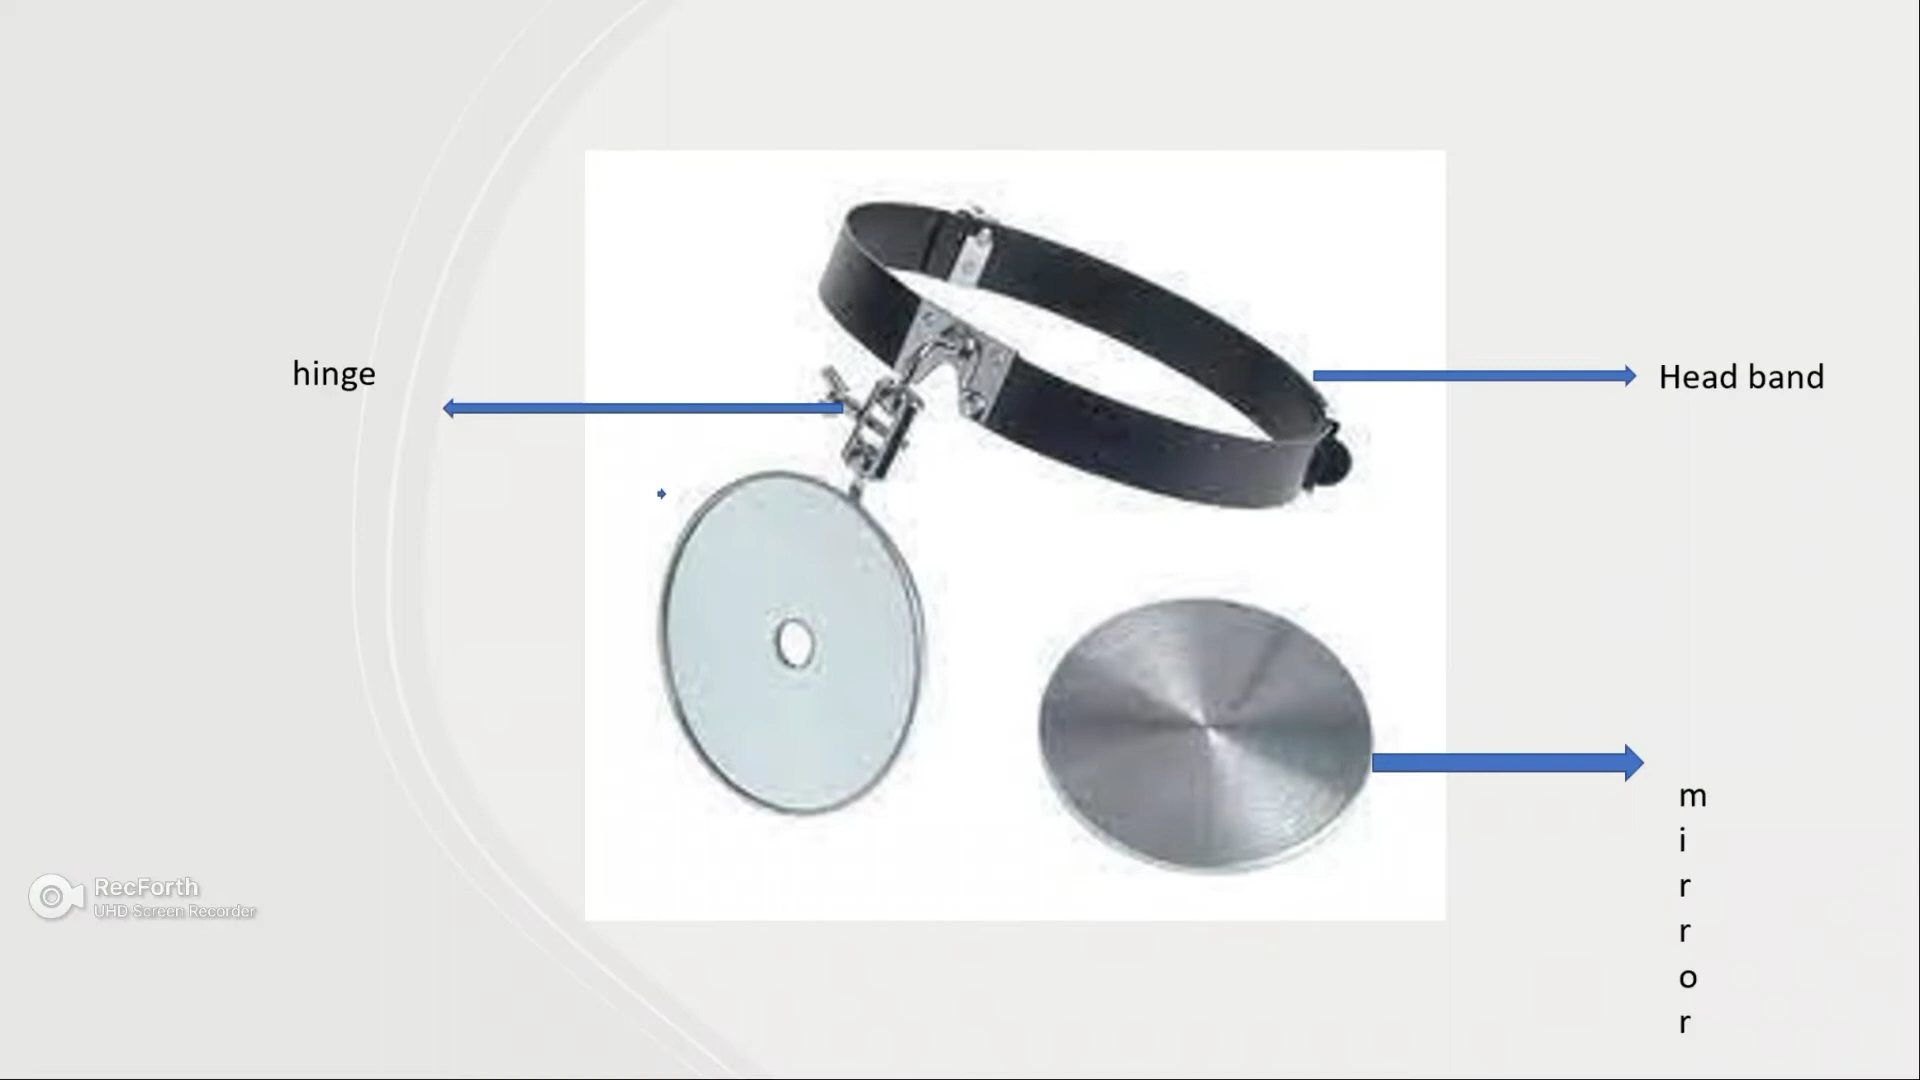 hinge
Head band
m
i
r
r
o
r
RecForth
UHD Screen Recorder